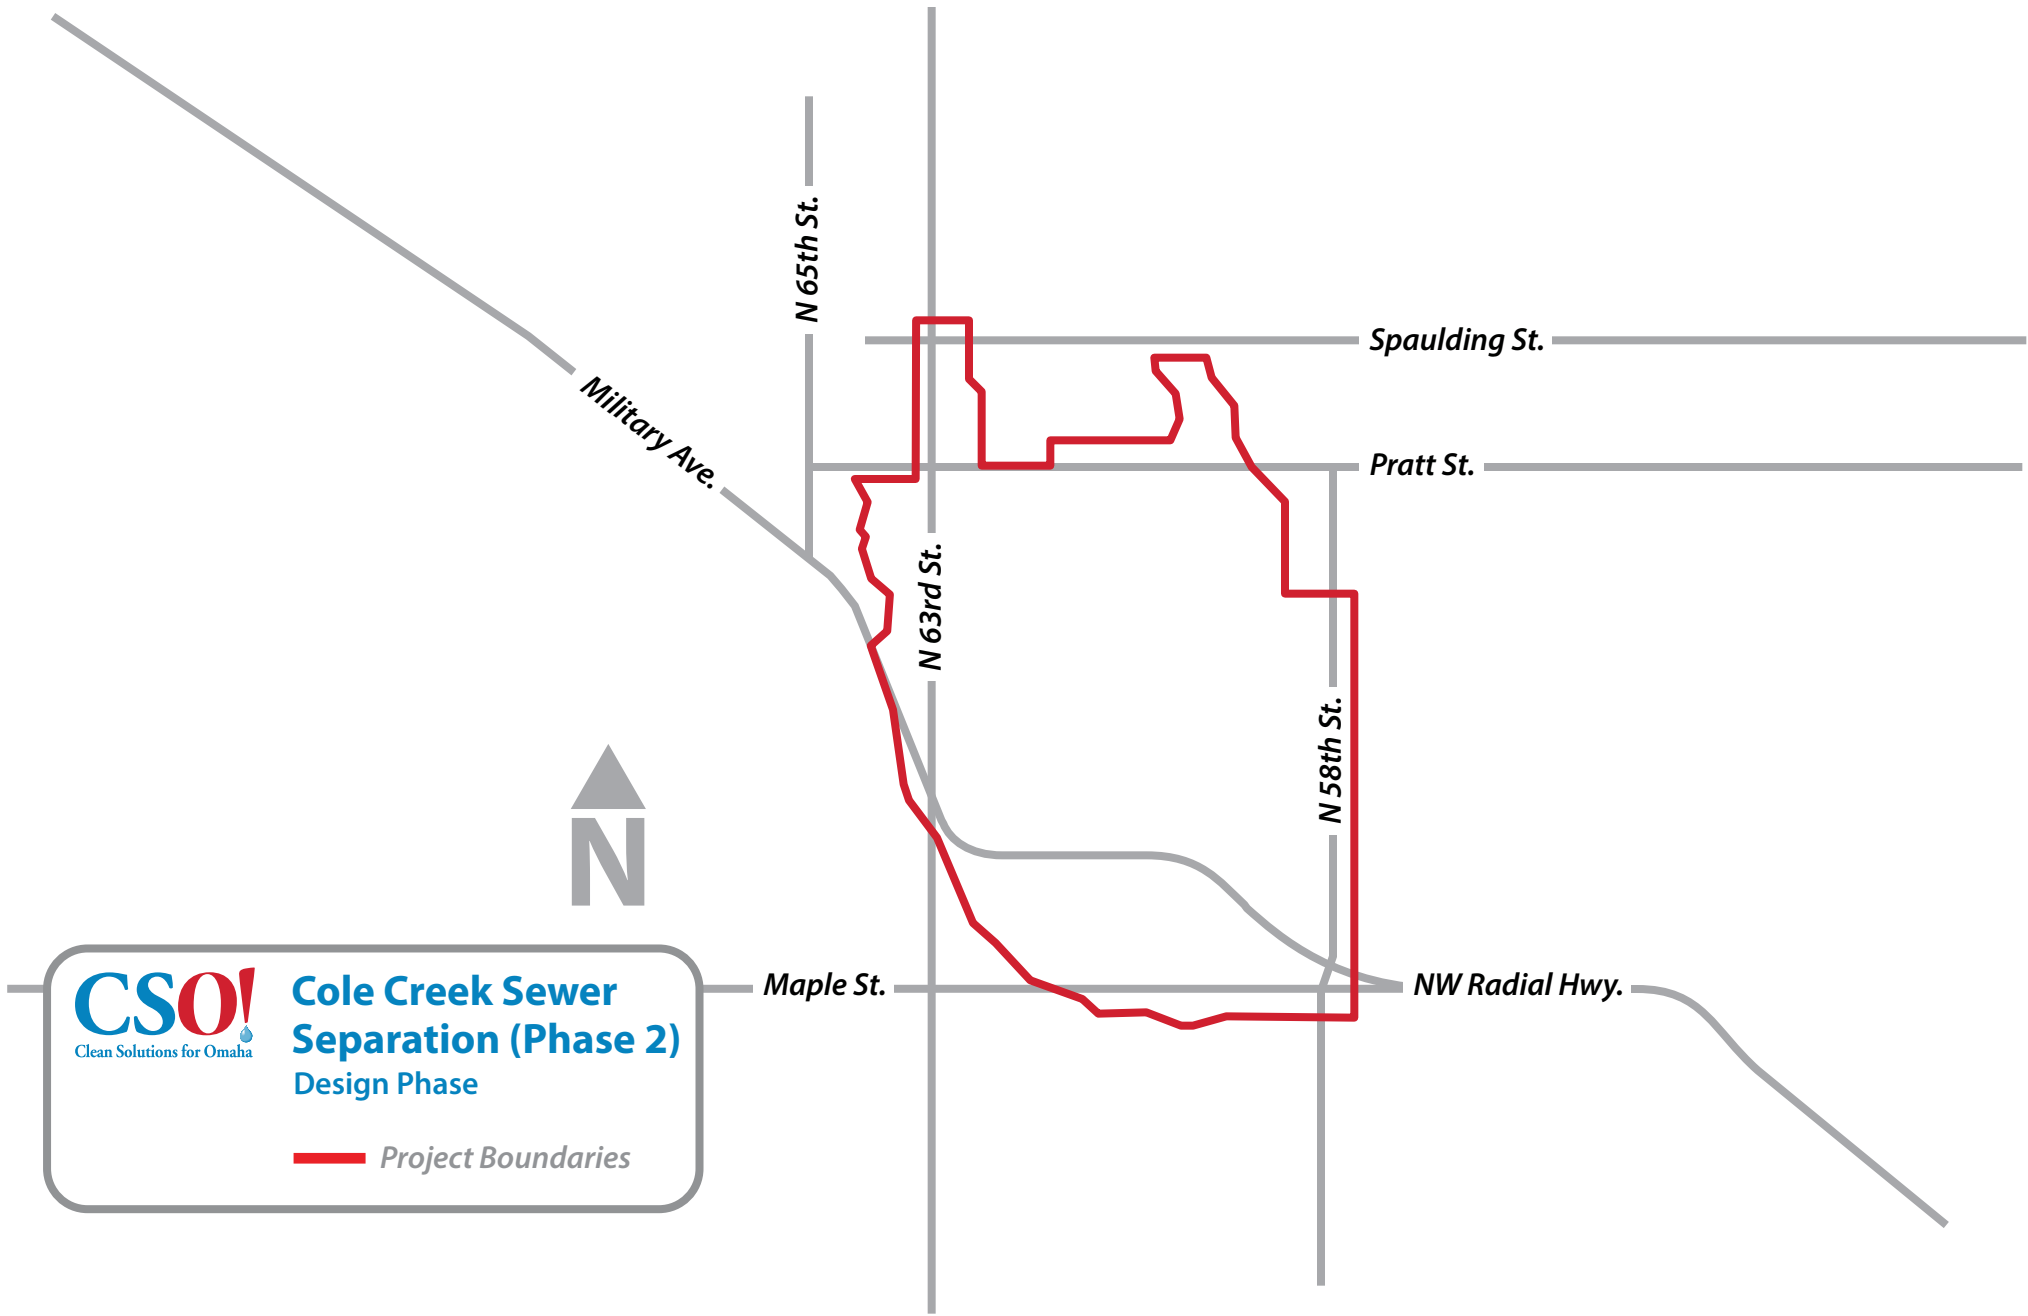 N 65th St.
Spaulding St.
Military Ave.
Pratt St.
N 63rd St.
N 58th St.
N
Maple St.
NW Radial Hwy.
CSO!
Clean Solutions for Omaha
Cole Creek Sewer
Separation (Phase 2)
Design Phase
Project Boundaries